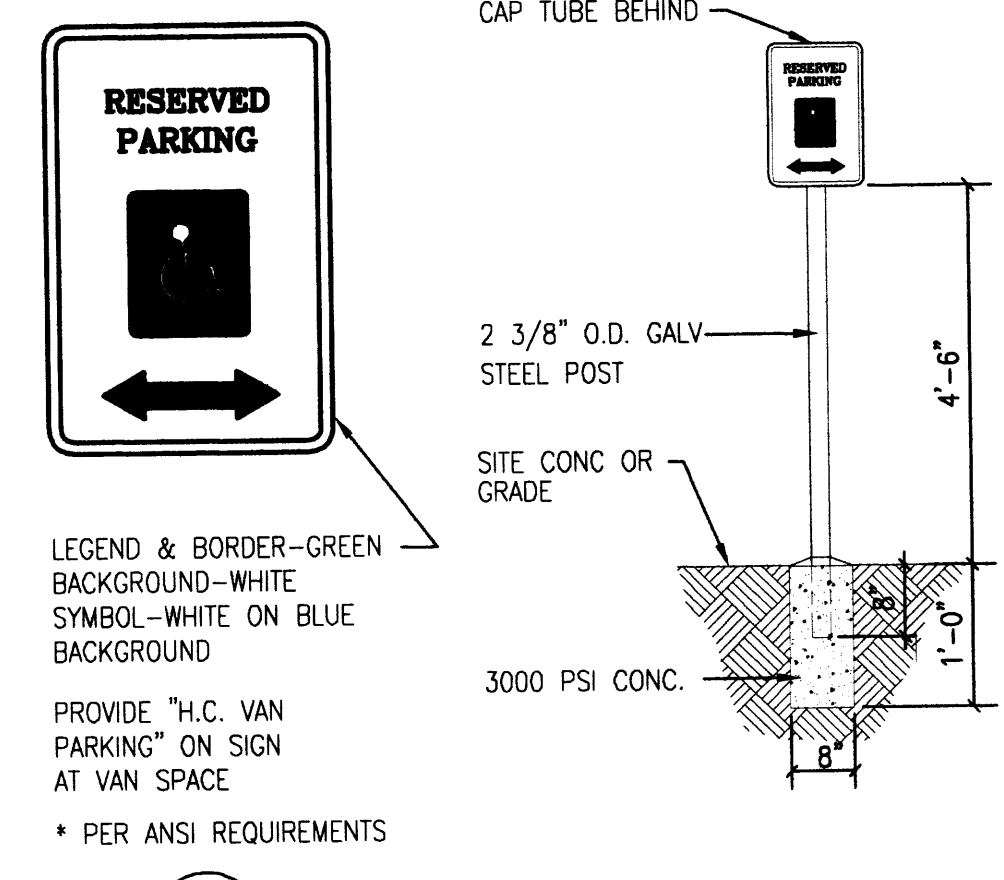 RESERVED
PARKING
LEGEND & BORDER-GREEN
BACKGROUND-WHITE
SYMBOL-WHITE ON BLUE
BACKGROUND
PROVIDE "H.C. VAN
PARKING" ON SIGN
AT VAN SPACE
* PER ANSI REQUIREMENTS
CAP TUBE BEHIND
RESERVED
PARKING
2 3/8" O.D. GALV
STEEL POST
4'-6"
SITE CONC OR
GRADE
8"
1'-0"
3000 PSI CONC.
8"